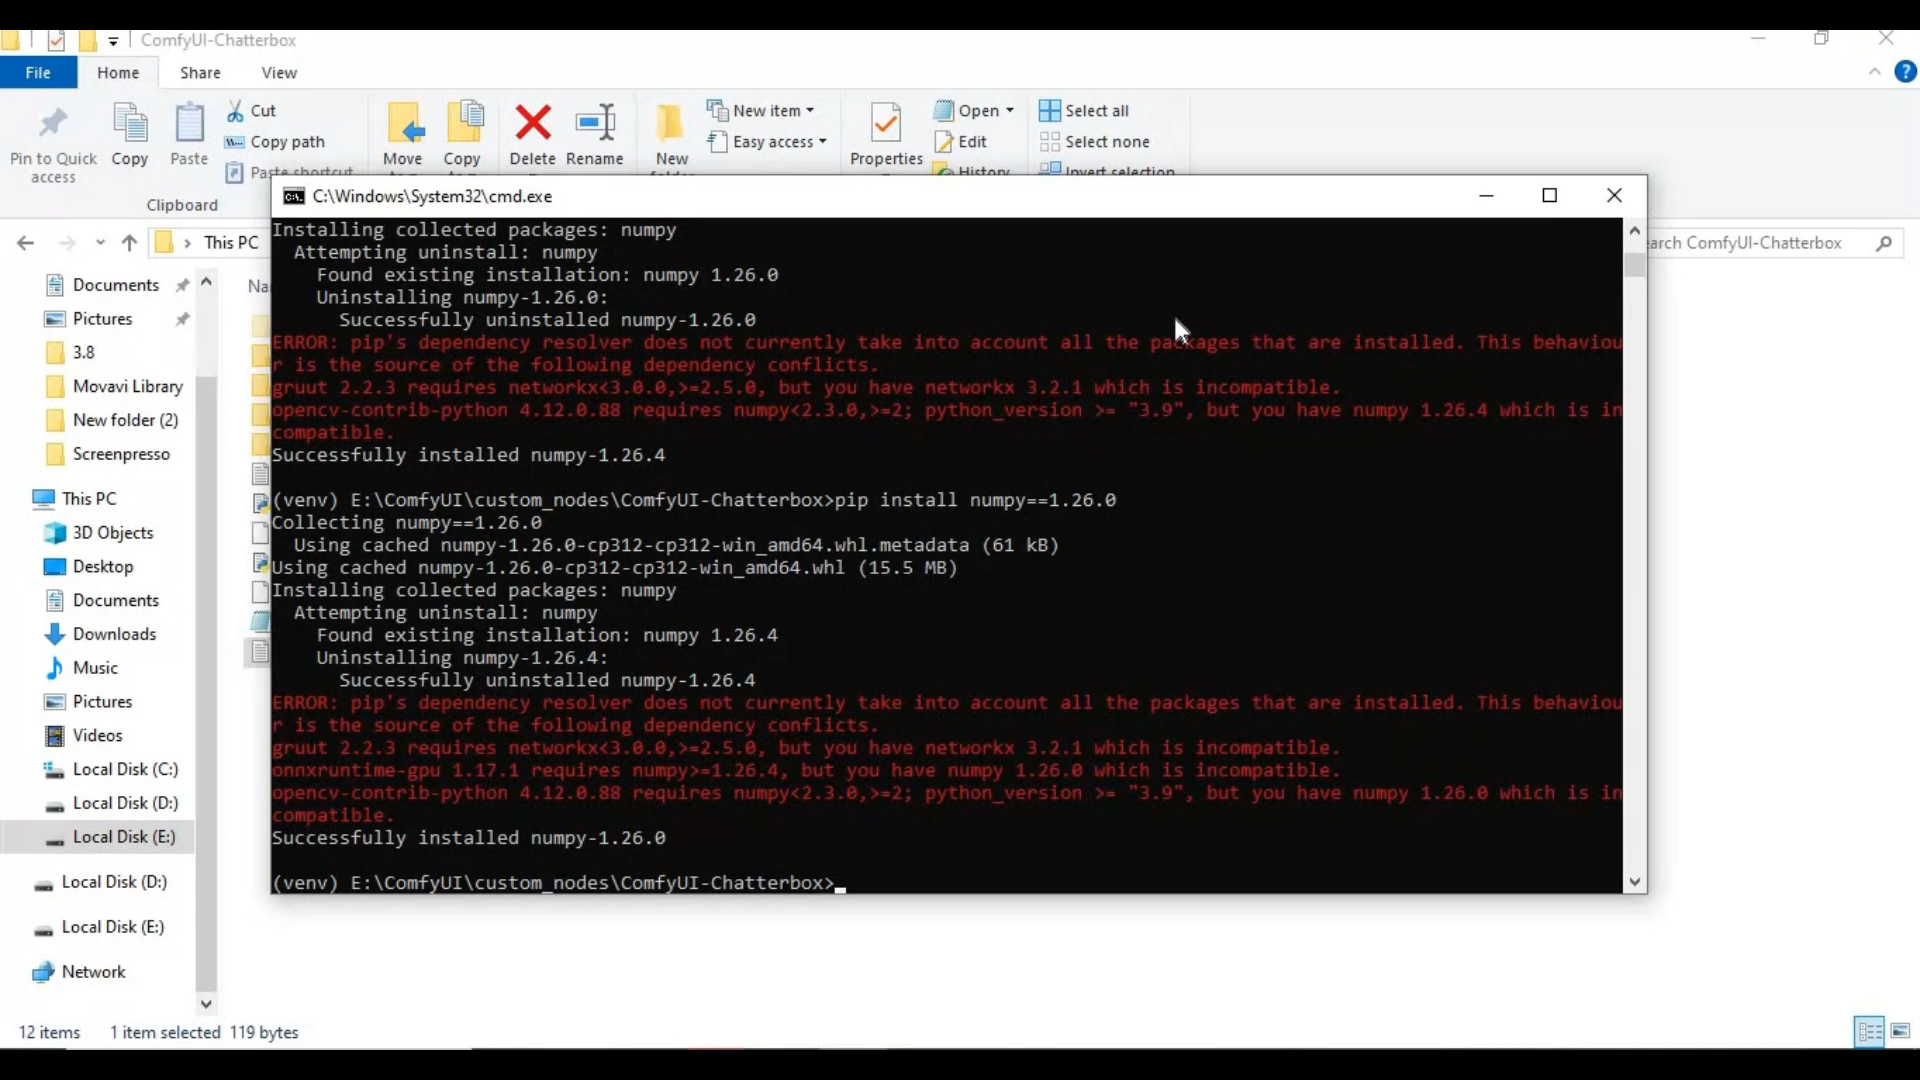 ComfyUI-Chatterbox
File Home Share View
Pin to Quick access
Copy
Paste
Cut
Copy path
Paste shortcut
Clipboard
Move
Copy
Delete
Rename
New
New item
Easy access
Properties
Open
Edit
History
Select all
Select none
Invert selection
This PC
earch ComfyUI-Chatterbox
Documents
Pictures
3.8
Movavi Library
New folder (2)
Screenpresso
This PC
3D Objects
Desktop
Documents
Downloads
Music
Pictures
Videos
Local Disk (C:)
Local Disk (D:)
Local Disk (E:)
Local Disk (D:)
Local Disk (E:)
Network
12 items 1 item selected 119 bytes
Na
C:\Windows\System32\cmd.exe
Installing collected packages: numpy
Attempting uninstall: numpy
Found existing installation: numpy 1.26.0
Uninstalling numpy-1.26.0:
Successfully uninstalled numpy-1.26.0
ERROR: pip's dependency resolver does not currently take into account all the packages that are installed. This behaviou
r is the source of the following dependency conflicts.
gruut 2.2.3 requires networkx<3.0.0,>=2.5.0, but you have networkx 3.2.1 which is incompatible.
opencv-contrib-python 4.12.0.88 requires numpy<2.3.0,>=2; python_version >= "3.9", but you have numpy 1.26.4 which is in
compatible.
Successfully installed numpy-1.26.4
(venv) E:\ComfyUI\custom_nodes\ComfyUI-Chatterbox>pip install numpy==1.26.0
Collecting numpy==1.26.0
Using cached numpy-1.26.0-cp312-cp312-win_amd64.whl.metadata (61 kB)
Using cached numpy-1.26.0-cp312-cp312-win_amd64.whl (15.5 MB)
Installing collected packages: numpy
Attempting uninstall: numpy
Found existing installation: numpy 1.26.4
Uninstalling numpy-1.26.4:
Successfully uninstalled numpy-1.26.4
ERROR: pip's dependency resolver does not currently take into account all the packages that are installed. This behaviou
r is the source of the following dependency conflicts.
gruut 2.2.3 requires networkx<3.0.0,>=2.5.0, but you have networkx 3.2.1 which is incompatible.
onnxruntime-gpu 1.17.1 requires numpy>=1.26.4, but you have numpy 1.26.0 which is incompatible.
opencv-contrib-python 4.12.0.88 requires numpy<2.3.0,>=2; python_version >= "3.9", but you have numpy 1.26.0 which is in
compatible.
Successfully installed numpy-1.26.0
(venv) E:\ComfyUI\custom_nodes\ComfyUI-Chatterbox>